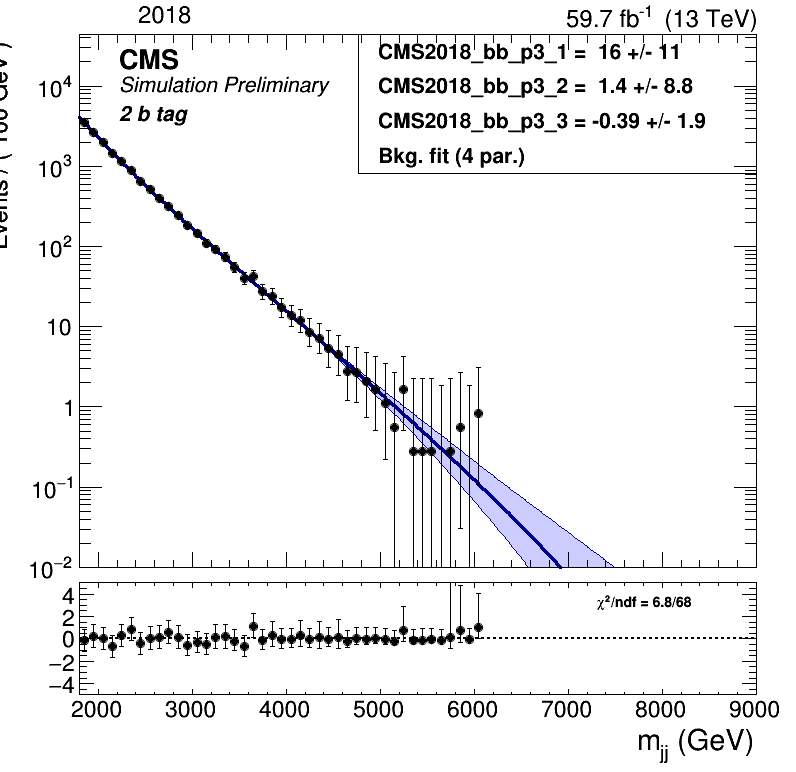 2018
59.7 fb⁻¹ (13 TeV)
CMS
Simulation Preliminary
2 b tag
CMS2018_bb_p3_1 = 16 +/- 11
CMS2018_bb_p3_2 = 1.4 +/- 8.8
CMS2018_bb_p3_3 = -0.39 +/- 1.9
Bkg. fit (4 par.)
Events / ( 100 GeV )
10⁴
10³
10²
10
1
10⁻¹
10⁻²
χ²/ndf = 6.8/68
4
2
0
−2
−4
2000 3000 4000 5000 6000 7000 8000 9000
mjj (GeV)